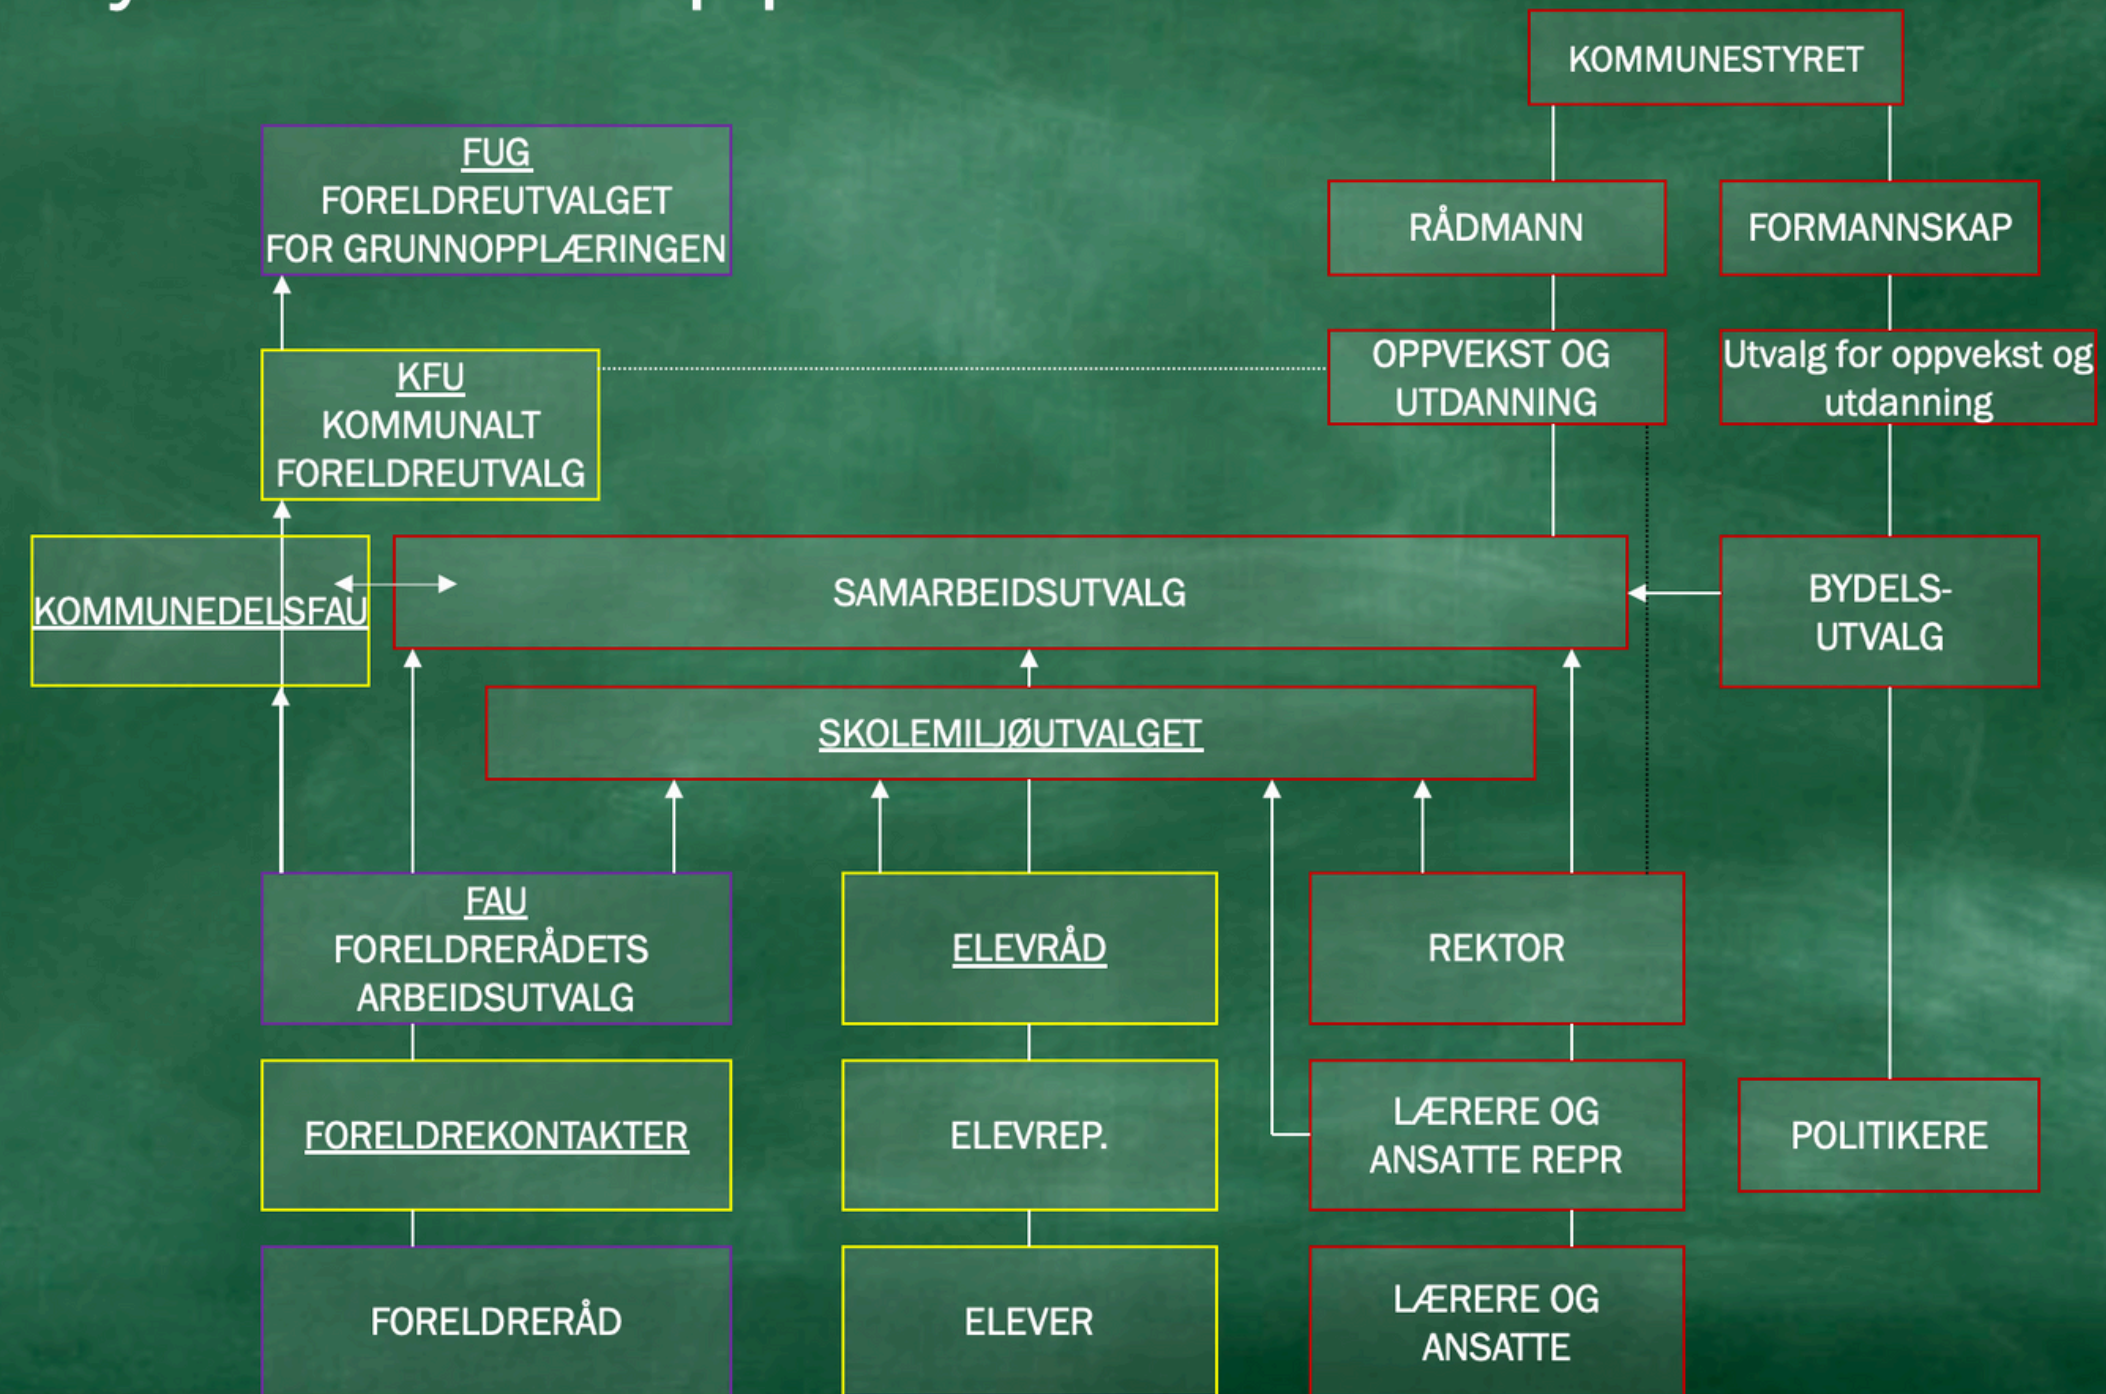 KOMMUNESTYRET
FUG
FORELDREUTVALGET
FOR GRUNNOPPLÆRINGEN
RÅDMANN
FORMANNSKAP
KFU
KOMMUNALT
FORELDREUTVALG
OPPVEKST OG
UTDANNING
Utvalg for oppvekst og
utdanning
KOMMUNEDELSFAU
SAMARBEIDSUTVALG
BYDELS-
UTVALG
SKOLEMILJØUTVALGET
FAU
FORELDRERÅDETS
ARBEIDSUTVALG
ELEVRÅD
REKTOR
FORELDREKONTAKTER
ELEVREP.
LÆRERE OG
ANSATTE REPR
POLITIKERE
FORELDRERÅD
ELEVER
LÆRERE OG
ANSATTE